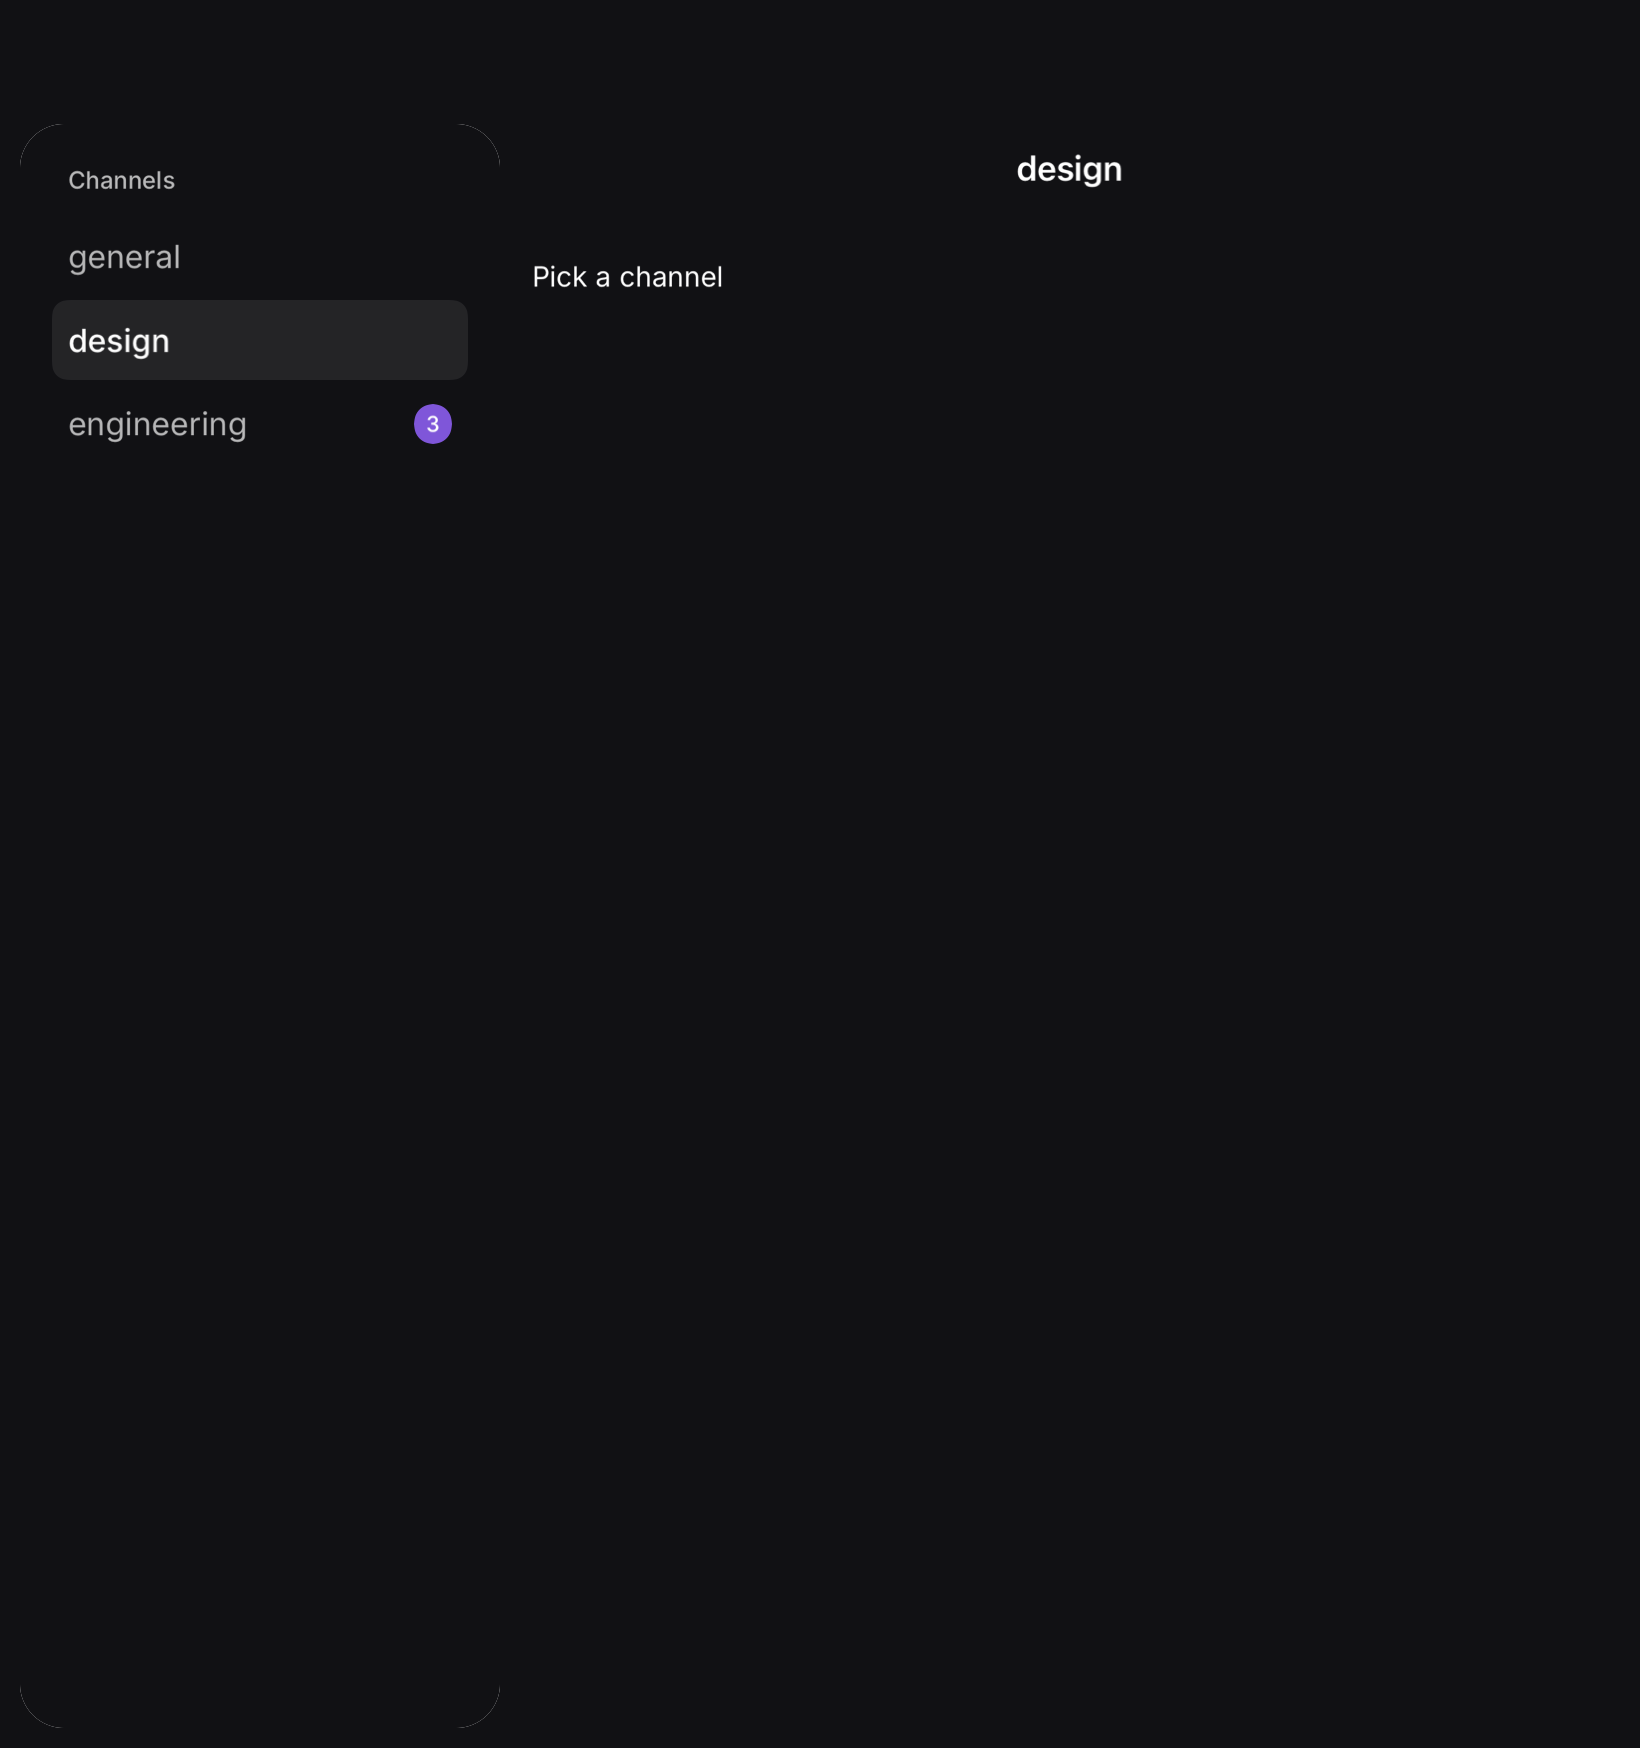 Channels
general
design
engineering 3
design
Pick a channel